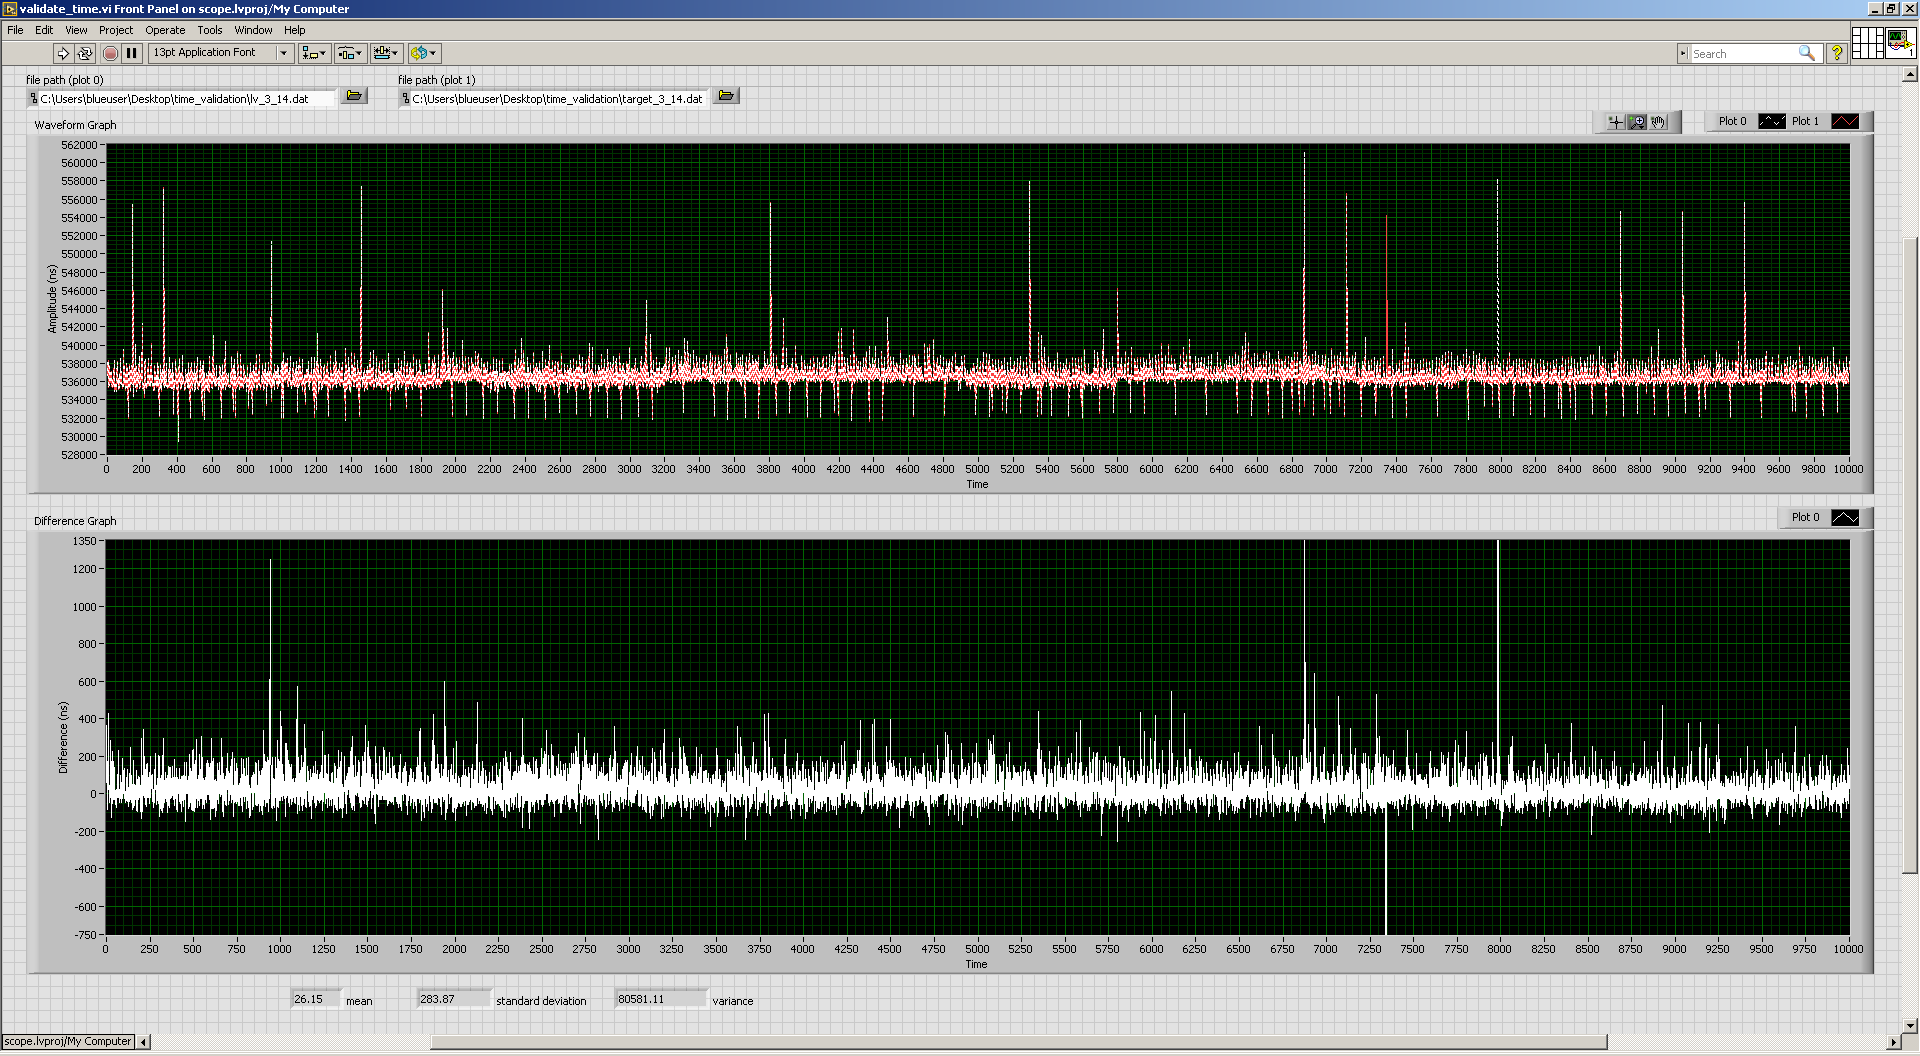 validate_time.vi Front Panel on scope.lvproj/My Computer
File Edit View Project Operate Tools Window Help
13pt Application Font
Search
?
1
file path (plot 0) file path (plot 1)
C:\Users\blueuser\Desktop\time_validation\lv_3_14.dat C:\Users\blueuser\Desktop\time_validation\target_3_14.dat
Waveform Graph
Plot 0 Plot 1
562000
560000
558000
556000
554000
552000
550000
548000
546000
544000
542000
540000
538000
536000
534000
532000
530000
528000
Amplitude (ns)
0 200 400 600 800 1000 1200 1400 1600 1800 2000 2200 2400 2600 2800 3000 3200 3400 3600 3800 4000 4200 4400 4600 4800 5000 5200 5400 5600 5800 6000 6200 6400 6600 6800 7000 7200 7400 7600 7800 8000 8200 8400 8600 8800 9000 9200 9400 9600 9800 10000
Time
Difference Graph
Plot 0
1350
1200
1000
800
600
400
200
0
-200
-400
-600
-750
Difference (ns)
0 250 500 750 1000 1250 1500 1750 2000 2250 2500 2750 3000 3250 3500 3750 4000 4250 4500 4750 5000 5250 5500 5750 6000 6250 6500 6750 7000 7250 7500 7750 8000 8250 8500 8750 9000 9250 9500 9750 10000
Time
26.15 mean 283.87 standard deviation 80581.11 variance
scope.lvproj/My Computer